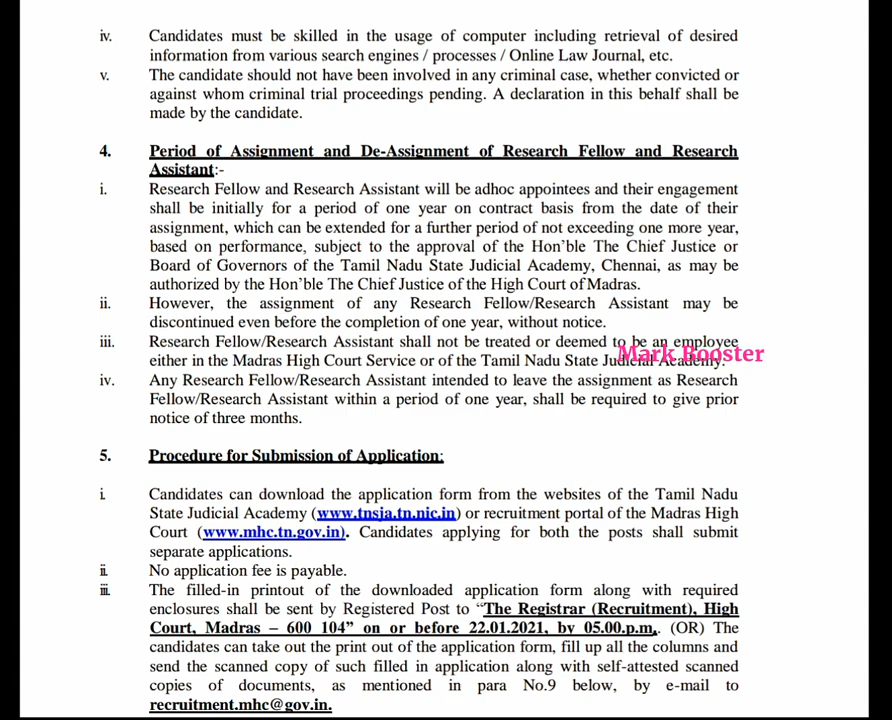 iv. Candidates must be skilled in the usage of computer including retrieval of desired
information from various search engines / processes / Online Law Journal, etc.
v. The candidate should not have been involved in any criminal case, whether convicted or
against whom criminal trial proceedings pending. A declaration in this behalf shall be
made by the candidate.
4. Period of Assignment and De-Assignment of Research Fellow and Research
Assistant:-
i. Research Fellow and Research Assistant will be adhoc appointees and their engagement
shall be initially for a period of one year on contract basis from the date of their
assignment, which can be extended for a further period of not exceeding one more year,
based on performance, subject to the approval of the Hon’ble The Chief Justice or
Board of Governors of the Tamil Nadu State Judicial Academy, Chennai, as may be
authorized by the Hon’ble The Chief Justice of the High Court of Madras.
ii. However, the assignment of any Research Fellow/Research Assistant may be
discontinued even before the completion of one year, without notice.
iii. Research Fellow/Research Assistant shall not be treated or deemed to be an employee
either in the Madras High Court Service or of the Tamil Nadu State Judicial Academy.
Mark Booster
iv. Any Research Fellow/Research Assistant intended to leave the assignment as Research
Fellow/Research Assistant within a period of one year, shall be required to give prior
notice of three months.
5. Procedure for Submission of Application:
i. Candidates can download the application form from the websites of the Tamil Nadu
State Judicial Academy (www.tnsja.tn.nic.in) or recruitment portal of the Madras High
Court (www.mhc.tn.gov.in). Candidates applying for both the posts shall submit
separate applications.
ii. No application fee is payable.
iii. The filled-in printout of the downloaded application form along with required
enclosures shall be sent by Registered Post to “The Registrar (Recruitment), High
Court, Madras – 600 104” on or before 22.01.2021, by 05.00.p.m.. (OR) The
candidates can take out the print out of the application form, fill up all the columns and
send the scanned copy of such filled in application along with self-attested scanned
copies of documents, as mentioned in para No.9 below, by e-mail to
recruitment.mhc@gov.in.